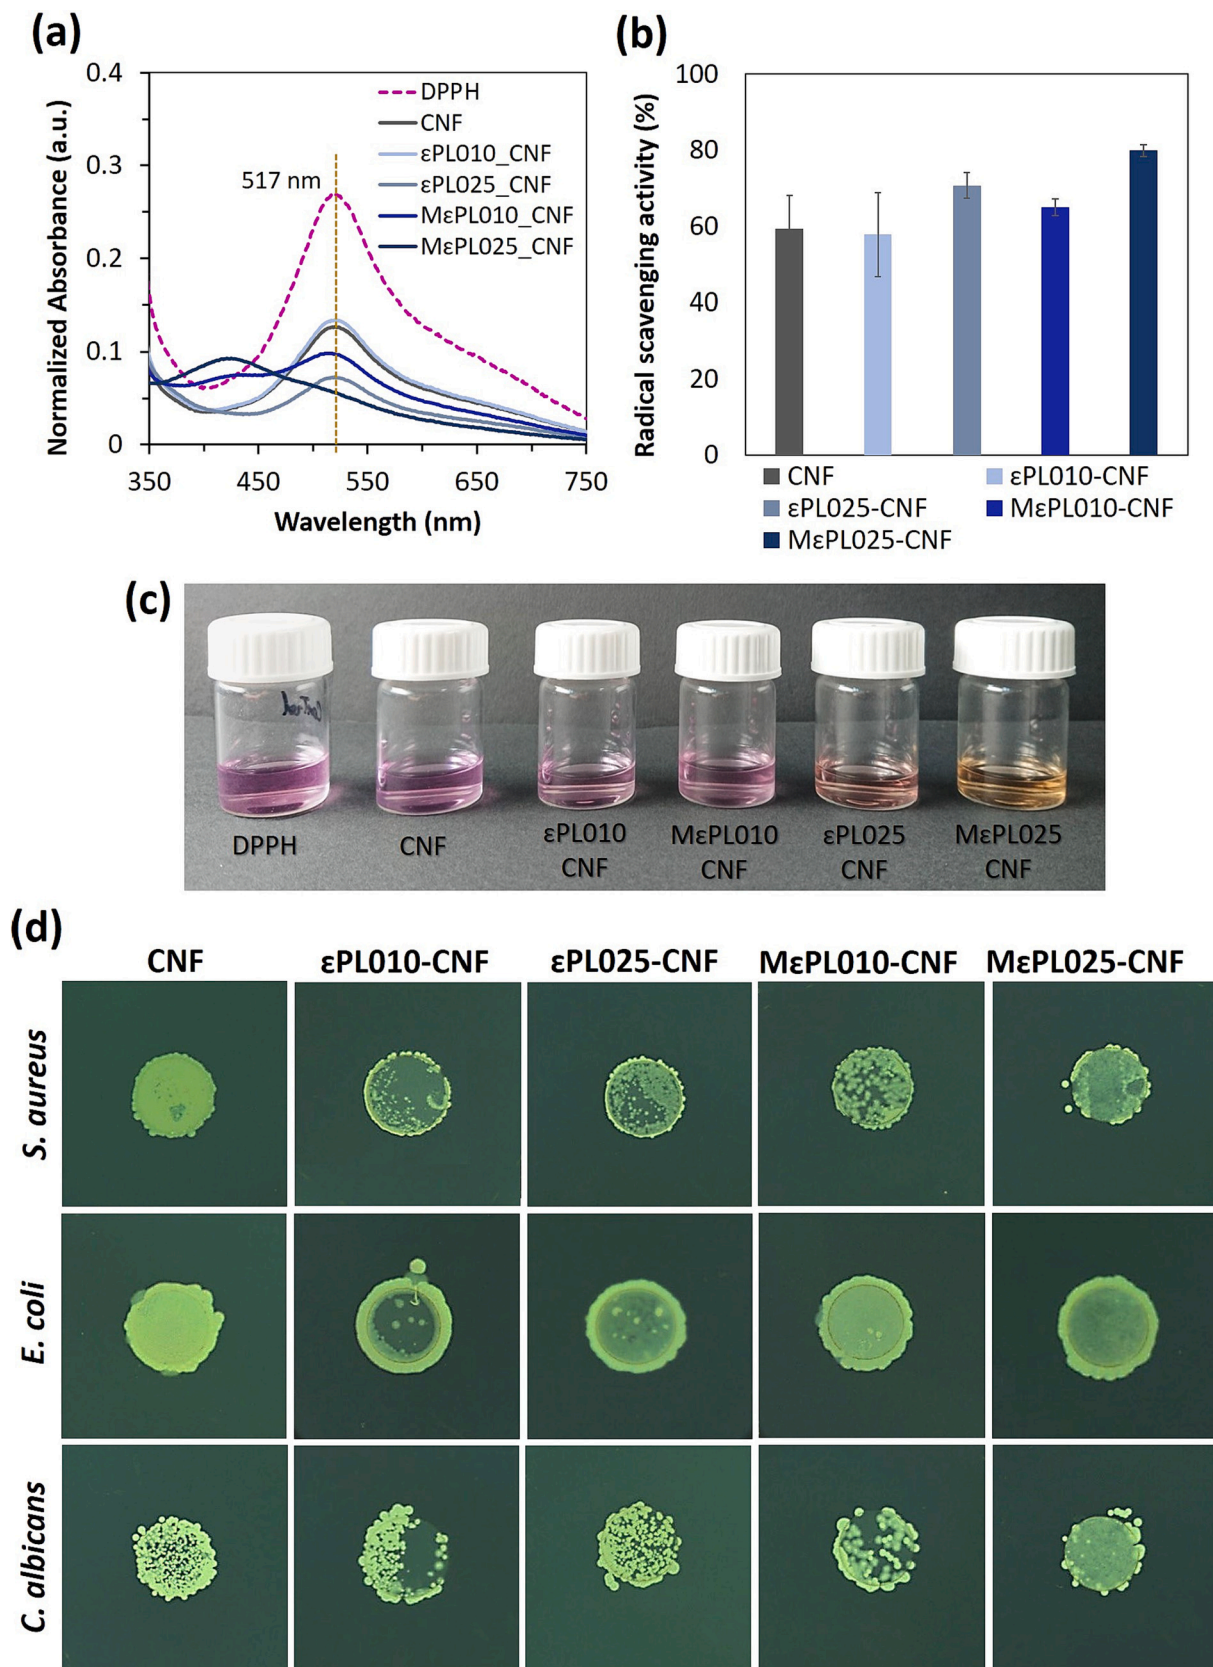 (a)
Normalized Absorbance (a.u.)
0.4
0.3
0.2
0.1
0
350
450
550
650
750
Wavelength (nm)
517 nm
DPPH
CNF
εPL010_CNF
εPL025_CNF
MεPL010_CNF
MεPL025_CNF
(b)
Radical scavenging activity (%)
100
80
60
40
20
0
CNF
εPL010-CNF
εPL025-CNF
MεPL010-CNF
MεPL025-CNF
(c)
Control
DPPH
CNF
εPL010
CNF
MεPL010
CNF
εPL025
CNF
MεPL025
CNF
(d)
CNF
εPL010-CNF
εPL025-CNF
MεPL010-CNF
MεPL025-CNF
S. aureus
E. coli
C. albicans